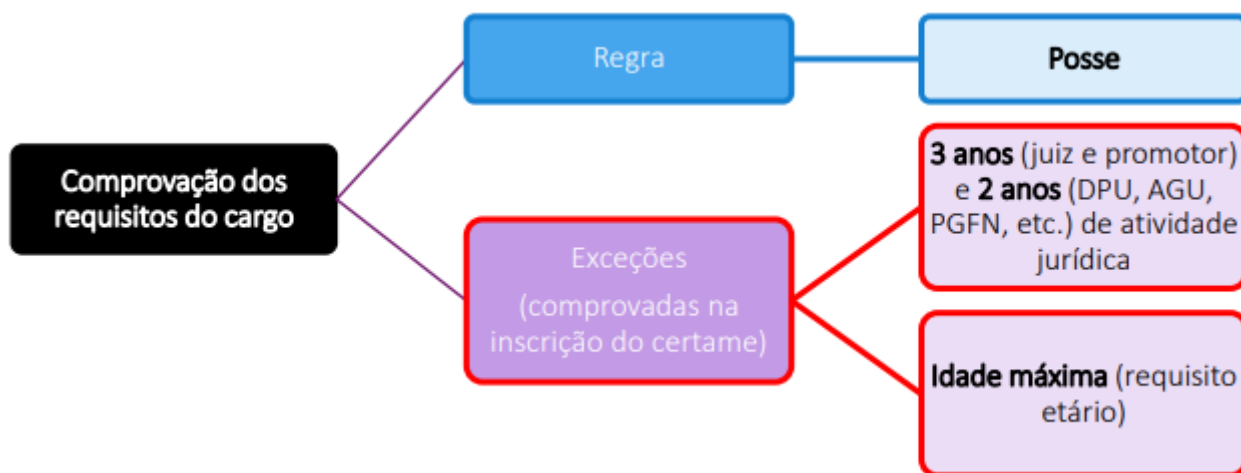 Comprovação dos
requisitos do cargo
Regra
Posse
Exceções
(comprovadas na
inscrição do certame)
3 anos (juiz e promotor)
e 2 anos (DPU, AGU,
PGFN, etc.) de atividade
jurídica
Idade máxima (requisito
etário)